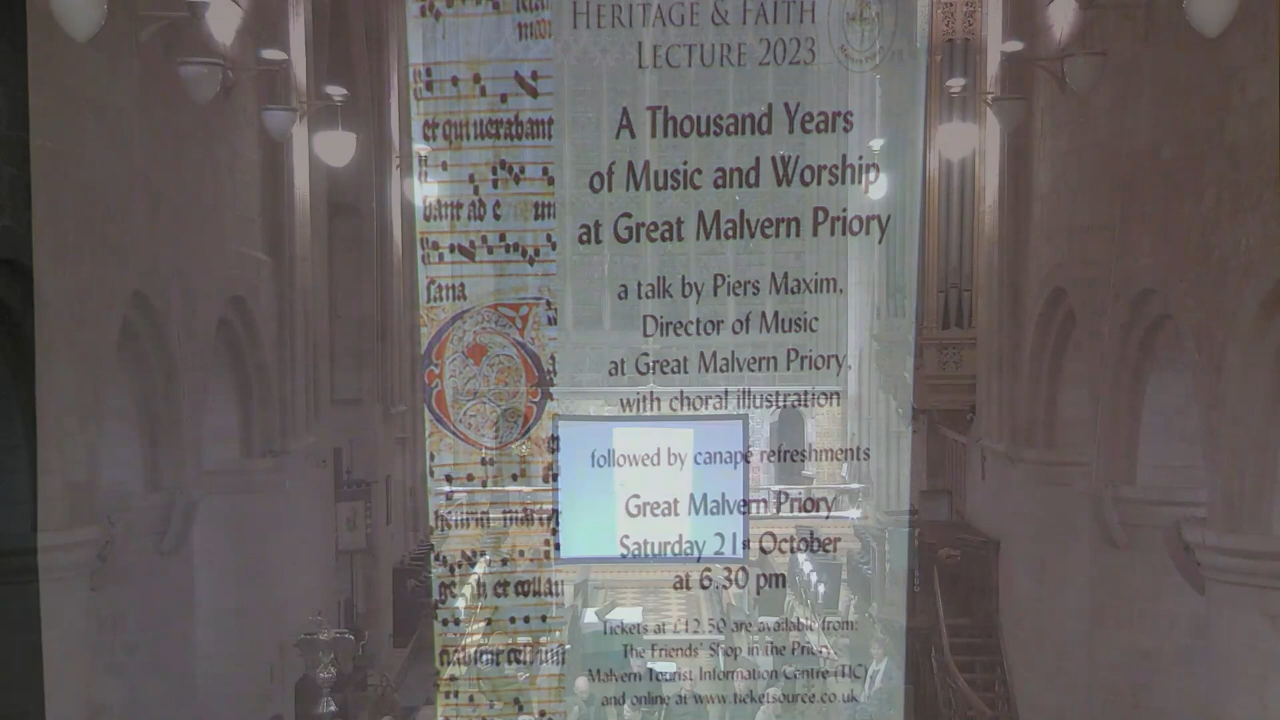 HERITAGE & FAITH
LECTURE 2023
A Thousand Years
of Music and Worship
at Great Malvern Priory
a talk by Piers Maxim,
Director of Music
at Great Malvern Priory,
with choral illustration
followed by canapé refreshments
Great Malvern Priory
Saturday 21st October
at 6.30 pm
Tickets at £12.50 are available from:
The Friends' Shop in the Priory,
Malvern Tourist Information Centre (TIC)
and online at www.ticketsource.co.uk
et qui uerabant
bant ad e un
sana